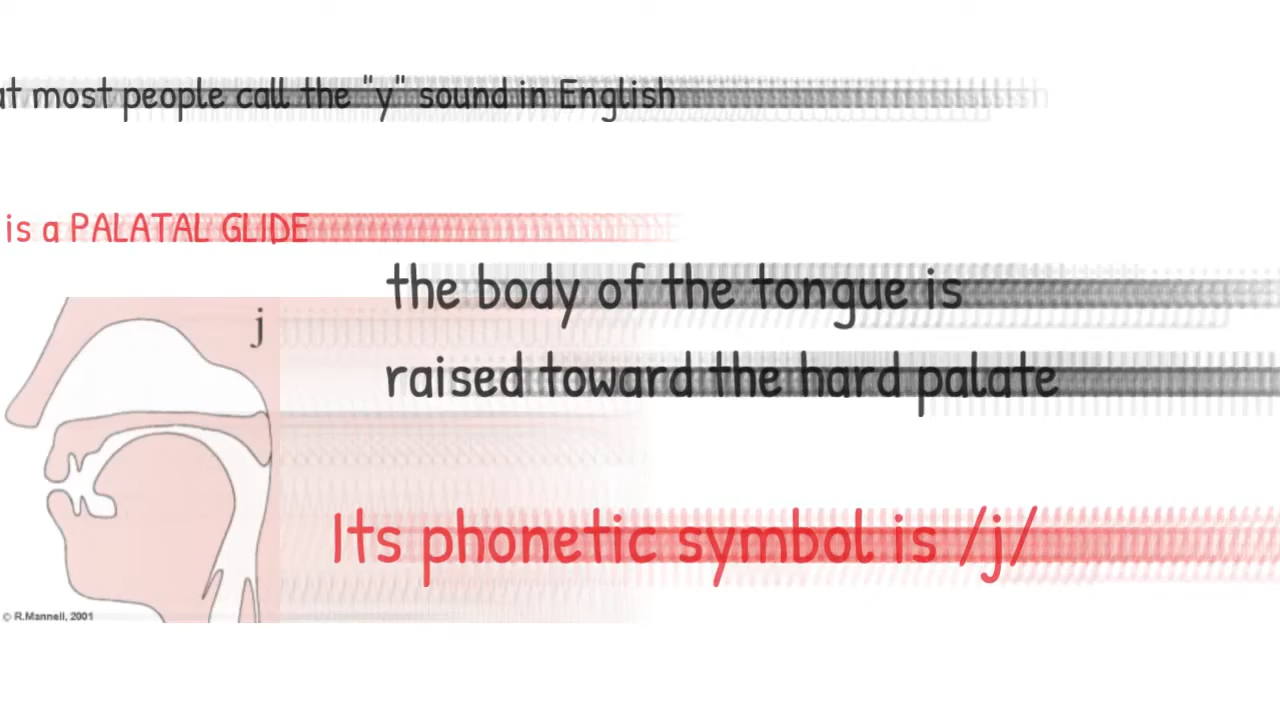 at most people call the "y" sound in English
is a PALATAL GLIDE
j
the body of the tongue is
raised toward the hard palate
Its phonetic symbol is /j/
© R.Mannell, 2001